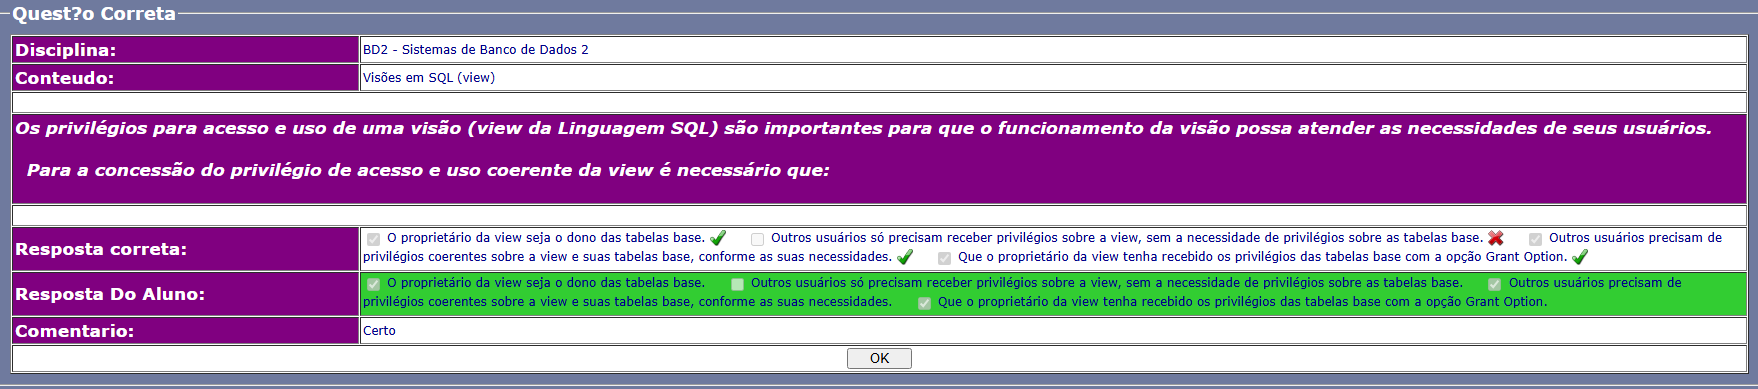 Quest?o Correta
Disciplina: BD2 - Sistemas de Banco de Dados 2
Conteudo: Visões em SQL (view)
Os privilégios para acesso e uso de uma visão (view da Linguagem SQL) são importantes para que o funcionamento da visão possa atender as necessidades de seus usuários.
Para a concessão do privilégio de acesso e uso coerente da view é necessário que:
Resposta correta: O proprietário da view seja o dono das tabelas base. Outros usuários só precisam receber privilégios sobre a view, sem a necessidade de privilégios sobre as tabelas base. Outros usuários precisam de
privilégios coerentes sobre a view e suas tabelas base, conforme as suas necessidades. Que o proprietário da view tenha recebido os privilégios das tabelas base com a opção Grant Option.
Resposta Do Aluno: O proprietário da view seja o dono das tabelas base. Outros usuários só precisam receber privilégios sobre a view, sem a necessidade de privilégios sobre as tabelas base. Outros usuários precisam de
privilégios coerentes sobre a view e suas tabelas base, conforme as suas necessidades. Que o proprietário da view tenha recebido os privilégios das tabelas base com a opção Grant Option.
Comentario: Certo
OK